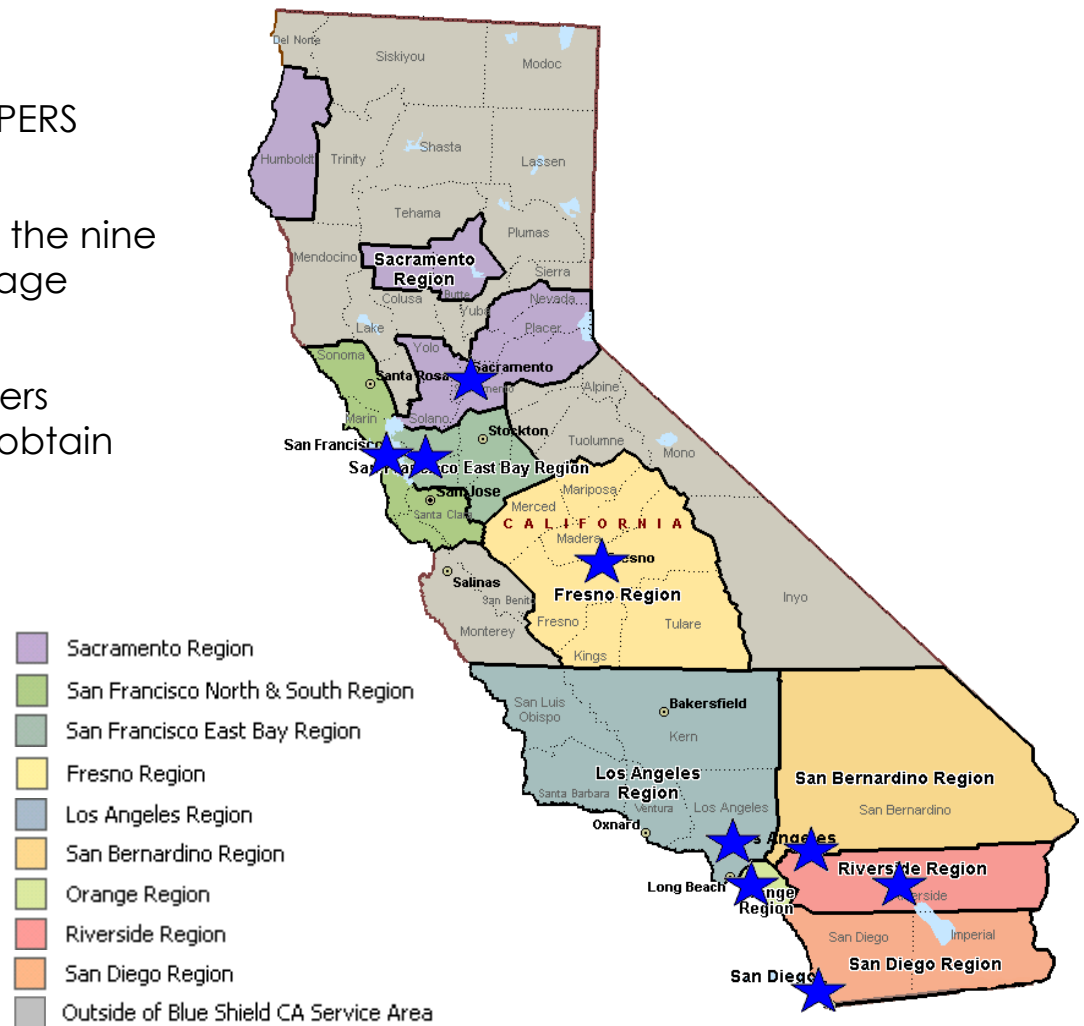 PERS
the nine
age
ers
obtain
Del Norte
Siskiyou
Modoc
Humboldt
Trinity
Shasta
Lassen
Tehama
Plumas
Mendocino
Sacramento
Region
Butte
Sierra
Colusa
Yuba
Nevada
Lake
Placer
Yolo
Sonoma
Santa Rosa
Sacramento
Alpine
Marin
Solano
Stockton
San Francisco
Tuolumne
Mono
San Francisco East Bay Region
San Jose
Mariposa
Santa Clara
Merced
CALIFORNIA
Madera
Salinas
Fresno Region
Inyo
San Benito
Fresno
Tulare
Monterey
Kings
Sacramento Region
San Francisco North & South Region
San Francisco East Bay Region
Fresno Region
Los Angeles Region
San Bernardino Region
Orange Region
Riverside Region
San Diego Region
Outside of Blue Shield CA Service Area
San Luis
Obispo
Bakersfield
Kern
Los Angeles
Region
San Bernardino Region
Santa Barbara
Ventura
Los Angeles
San Bernardino
Oxnard
Angeles
Long Beach
Riverside Region
Region
San Diego
Imperial
San Diego Region
San Diego